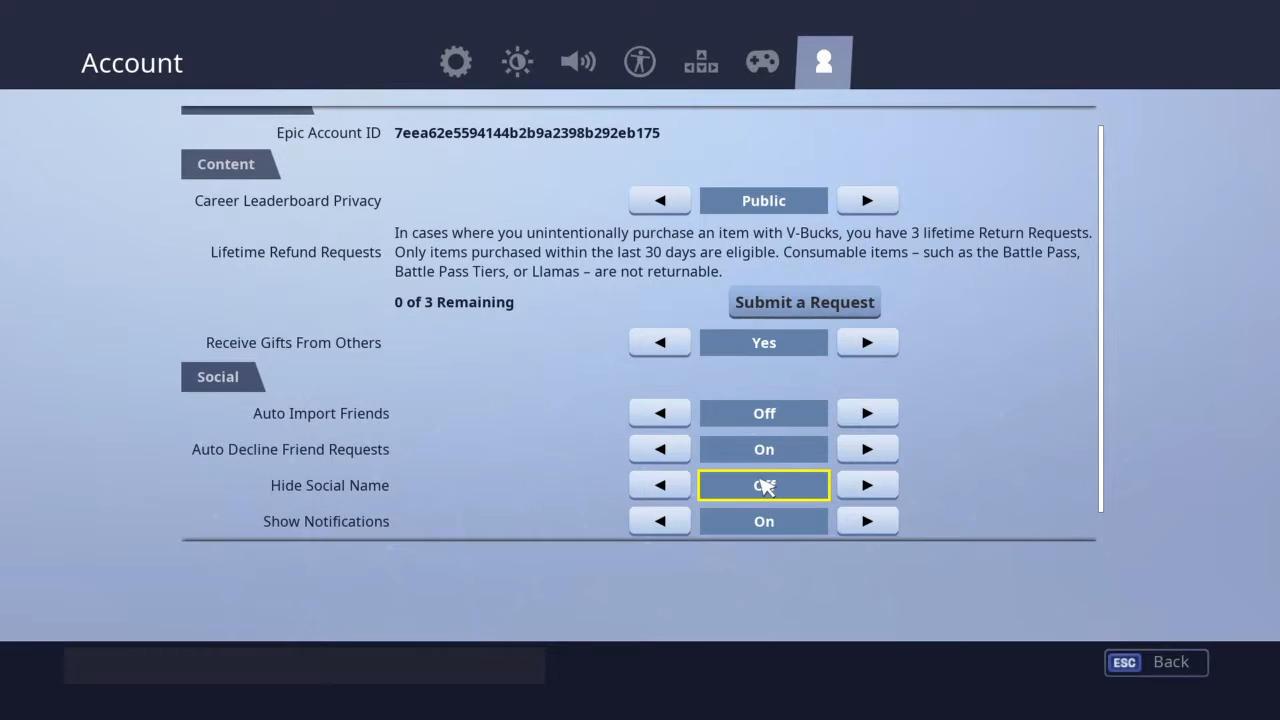 Account
Epic Account ID 7eea62e5594144b2b9a2398b292eb175
Content
Career Leaderboard Privacy ◀ Public ▶
In cases where you unintentionally purchase an item with V-Bucks, you have 3 lifetime Return Requests.
Lifetime Refund Requests Only items purchased within the last 30 days are eligible. Consumable items – such as the Battle Pass,
Battle Pass Tiers, or Llamas – are not returnable.
0 of 3 Remaining Submit a Request
Receive Gifts From Others ◀ Yes ▶
Social
Auto Import Friends ◀ Off ▶
Auto Decline Friend Requests ◀ On ▶
Hide Social Name ◀ Off ▶
Show Notifications ◀ On ▶
ESC Back